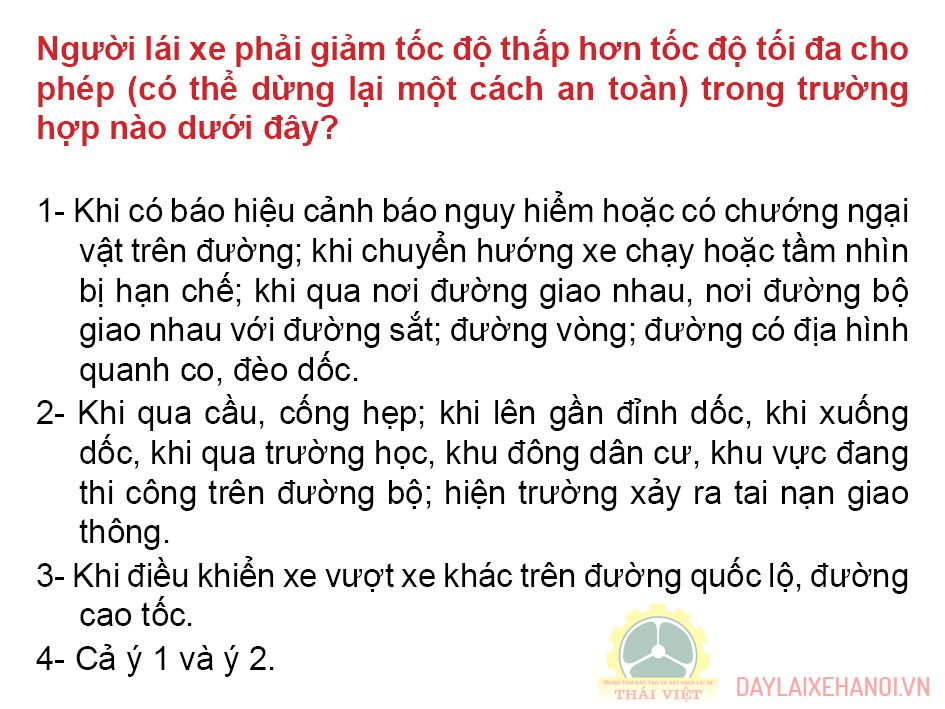 Người lái xe phải giảm tốc độ thấp hơn tốc độ tối đa cho
phép (có thể dừng lại một cách an toàn) trong trường
hợp nào dưới đây?
1- Khi có báo hiệu cảnh báo nguy hiểm hoặc có chướng ngại
vật trên đường; khi chuyển hướng xe chạy hoặc tầm nhìn
bị hạn chế; khi qua nơi đường giao nhau, nơi đường bộ
giao nhau với đường sắt; đường vòng; đường có địa hình
quanh co, đèo dốc.
2- Khi qua cầu, cống hẹp; khi lên gần đỉnh dốc, khi xuống
dốc, khi qua trường học, khu đông dân cư, khu vực đang
thi công trên đường bộ; hiện trường xảy ra tai nạn giao
thông.
3- Khi điều khiển xe vượt xe khác trên đường quốc lộ, đường
cao tốc.
4- Cả ý 1 và ý 2.
TRUNG TÂM ĐÀO TẠO VÀ SÁT HẠCH LÁI XE
THÁI VIỆT
DAYLAIXEHANOI.VN